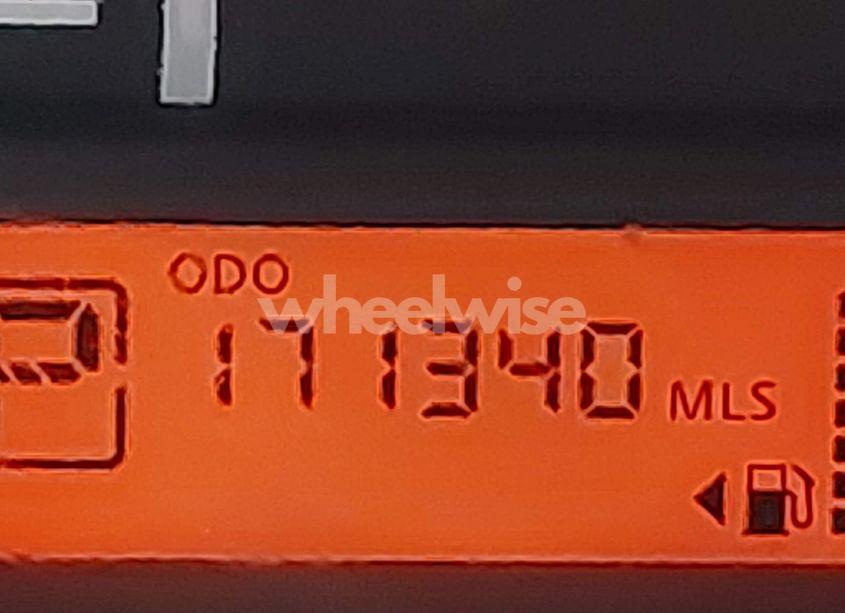 ODO
wheelwise
P 171340 MLS